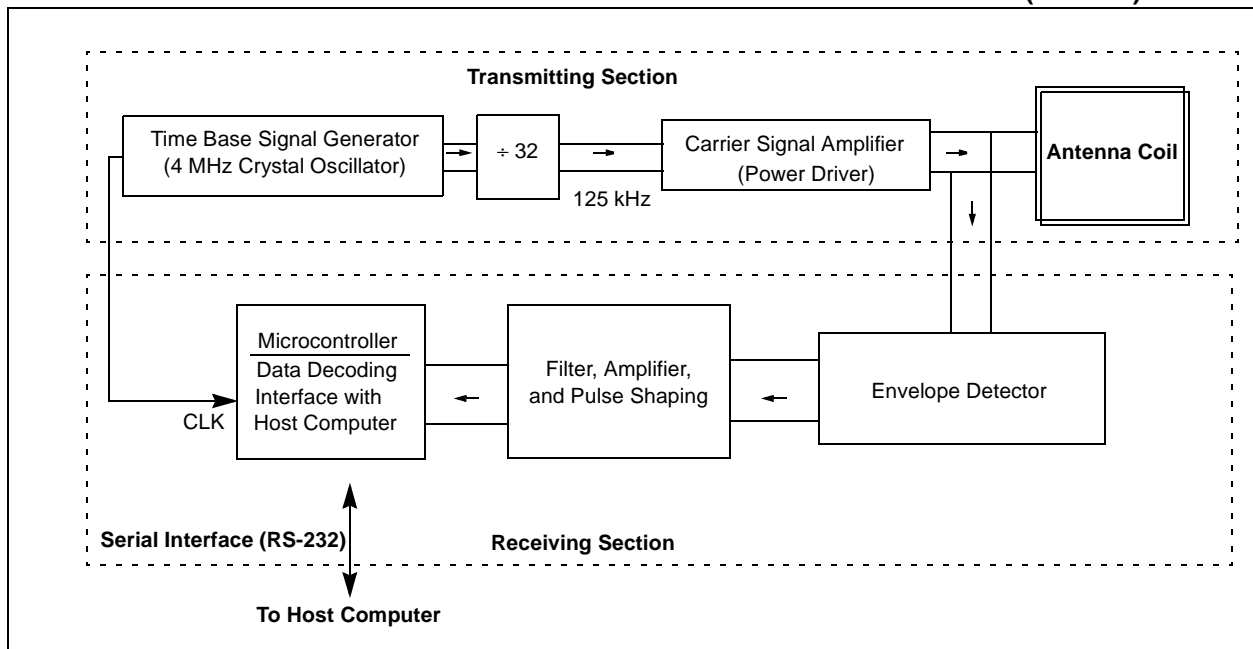 Transmitting Section
Time Base Signal Generator
(4 MHz Crystal Oscillator)
÷ 32
125 kHz
Carrier Signal Amplifier
(Power Driver)
Antenna Coil
Microcontroller
Data Decoding
Interface with
Host Computer
CLK
Filter, Amplifier,
and Pulse Shaping
Envelope Detector
Serial Interface (RS-232)
Receiving Section
To Host Computer